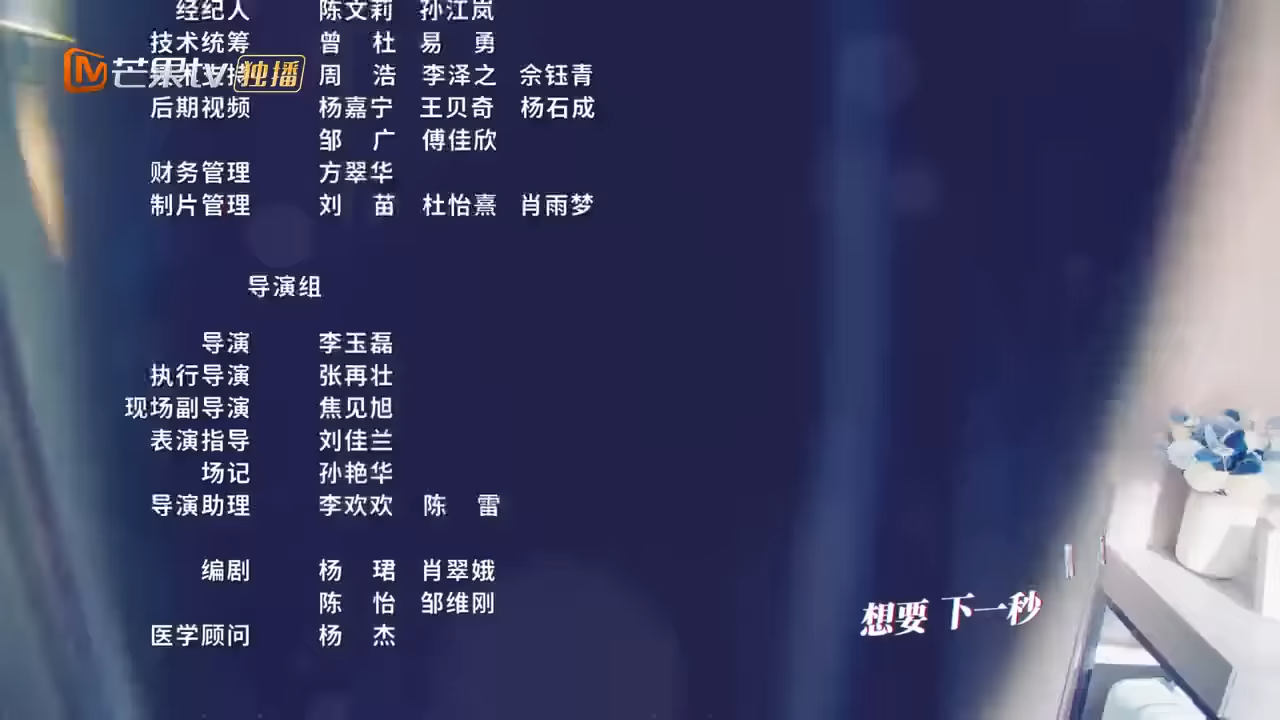 经纪人 陈文莉 孙江岚
技术统筹 曾 杜 易 勇
芒果tv 独播
持 周 浩 李泽之 佘钰青
后期视频 杨嘉宁 王贝奇 杨石成
邹 广 傅佳欣
财务管理 方翠华
制片管理 刘 苗 杜怡熹 肖雨梦
导演组
导演 李玉磊
执行导演 张再壮
现场副导演 焦见旭
表演指导 刘佳兰
场记 孙艳华
导演助理 李欢欢 陈 雷
编剧 杨 珺 肖翠娥
陈 怡 邹维刚
医学顾问 杨 杰
想要 下一秒